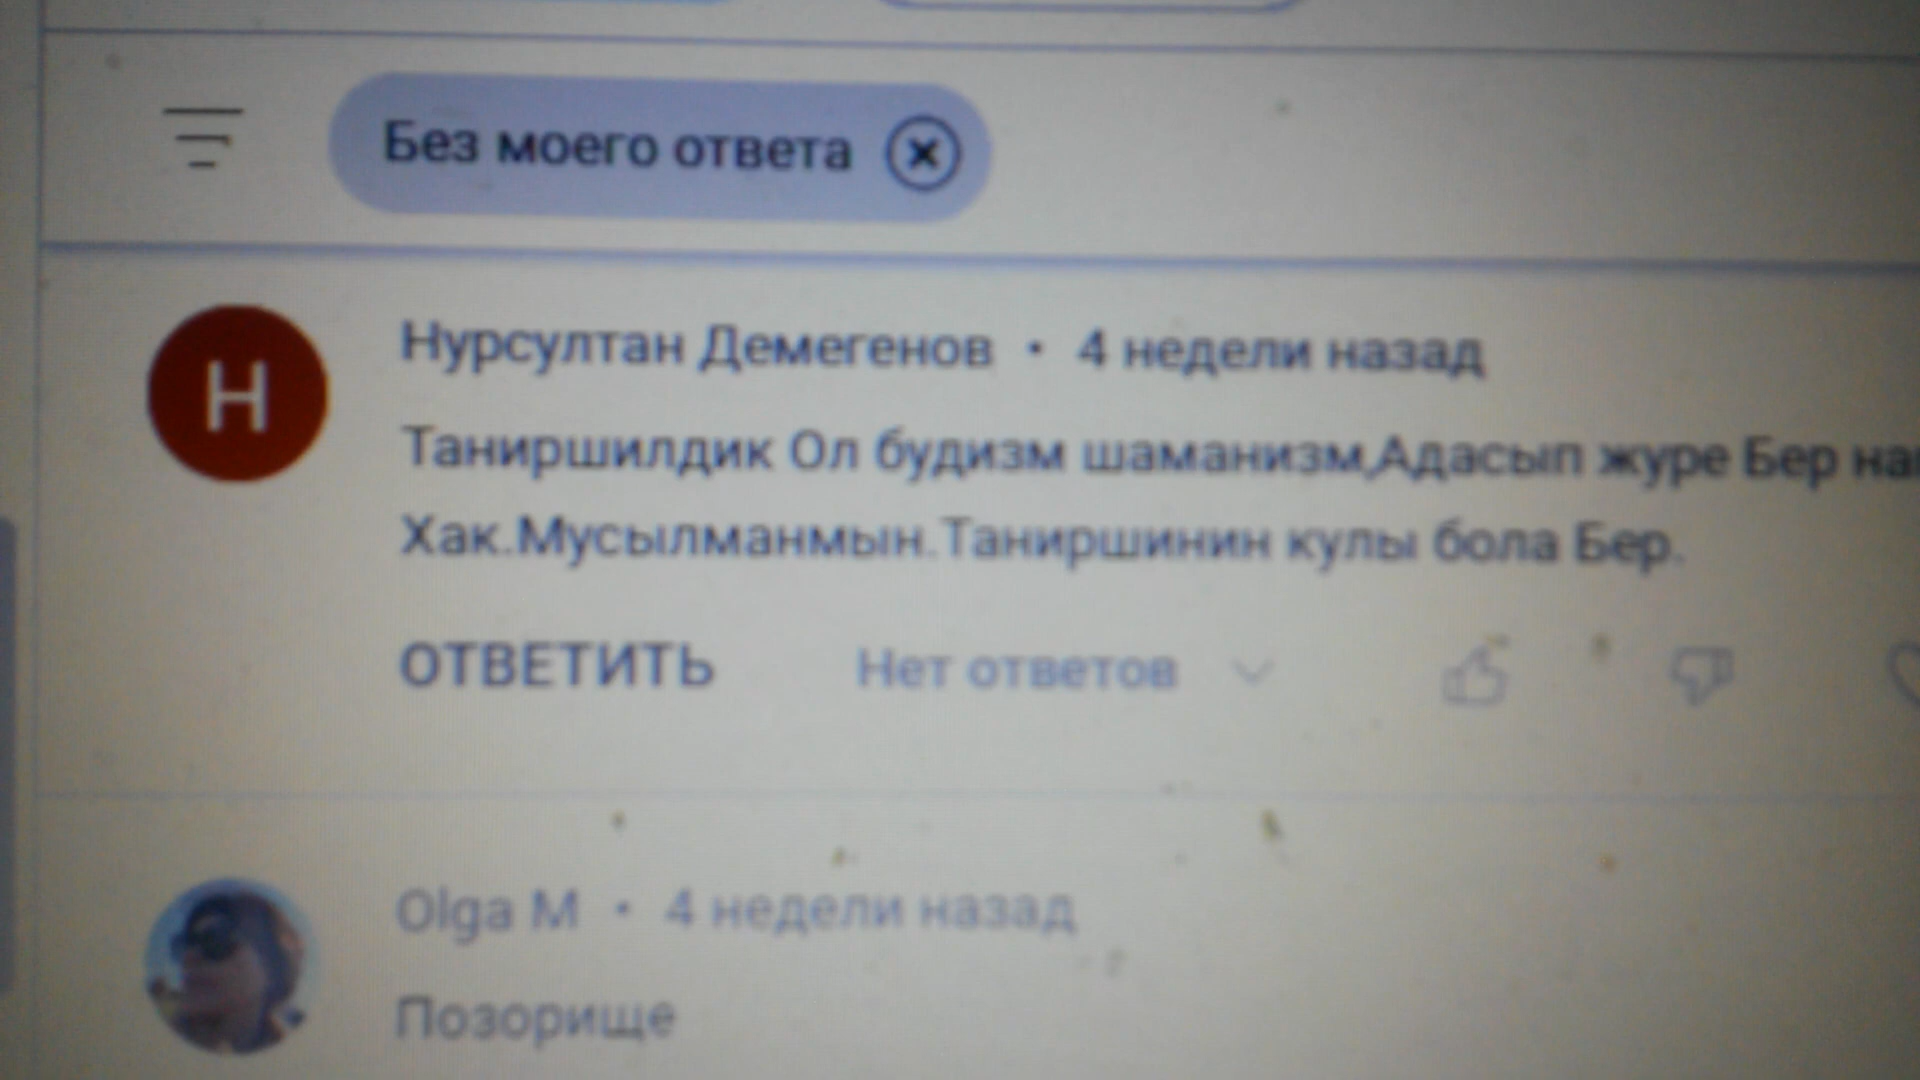 Без моего ответа
Нурсултан Демегенов • 4 недели назад
Таниршилдик Ол будизм шаманизм,Адасып журе Бер
Хак.Мусылманмын.Таниршинин кулы бола Бер.
ОТВЕТИТЬ Нет ответов
Olga M • 4 недели назад
Позорище